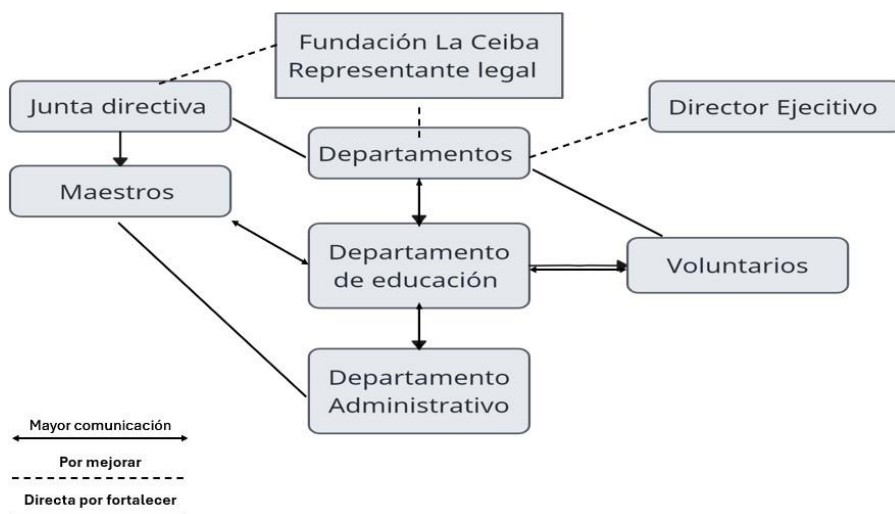 Fundación La Ceiba
Representante legal
Junta directiva
Director Ejecitivo
Departamentos
Maestros
Departamento
de educación
Voluntarios
Departamento
Administrativo
Mayor comunicación
Por mejorar
Directa por fortalecer